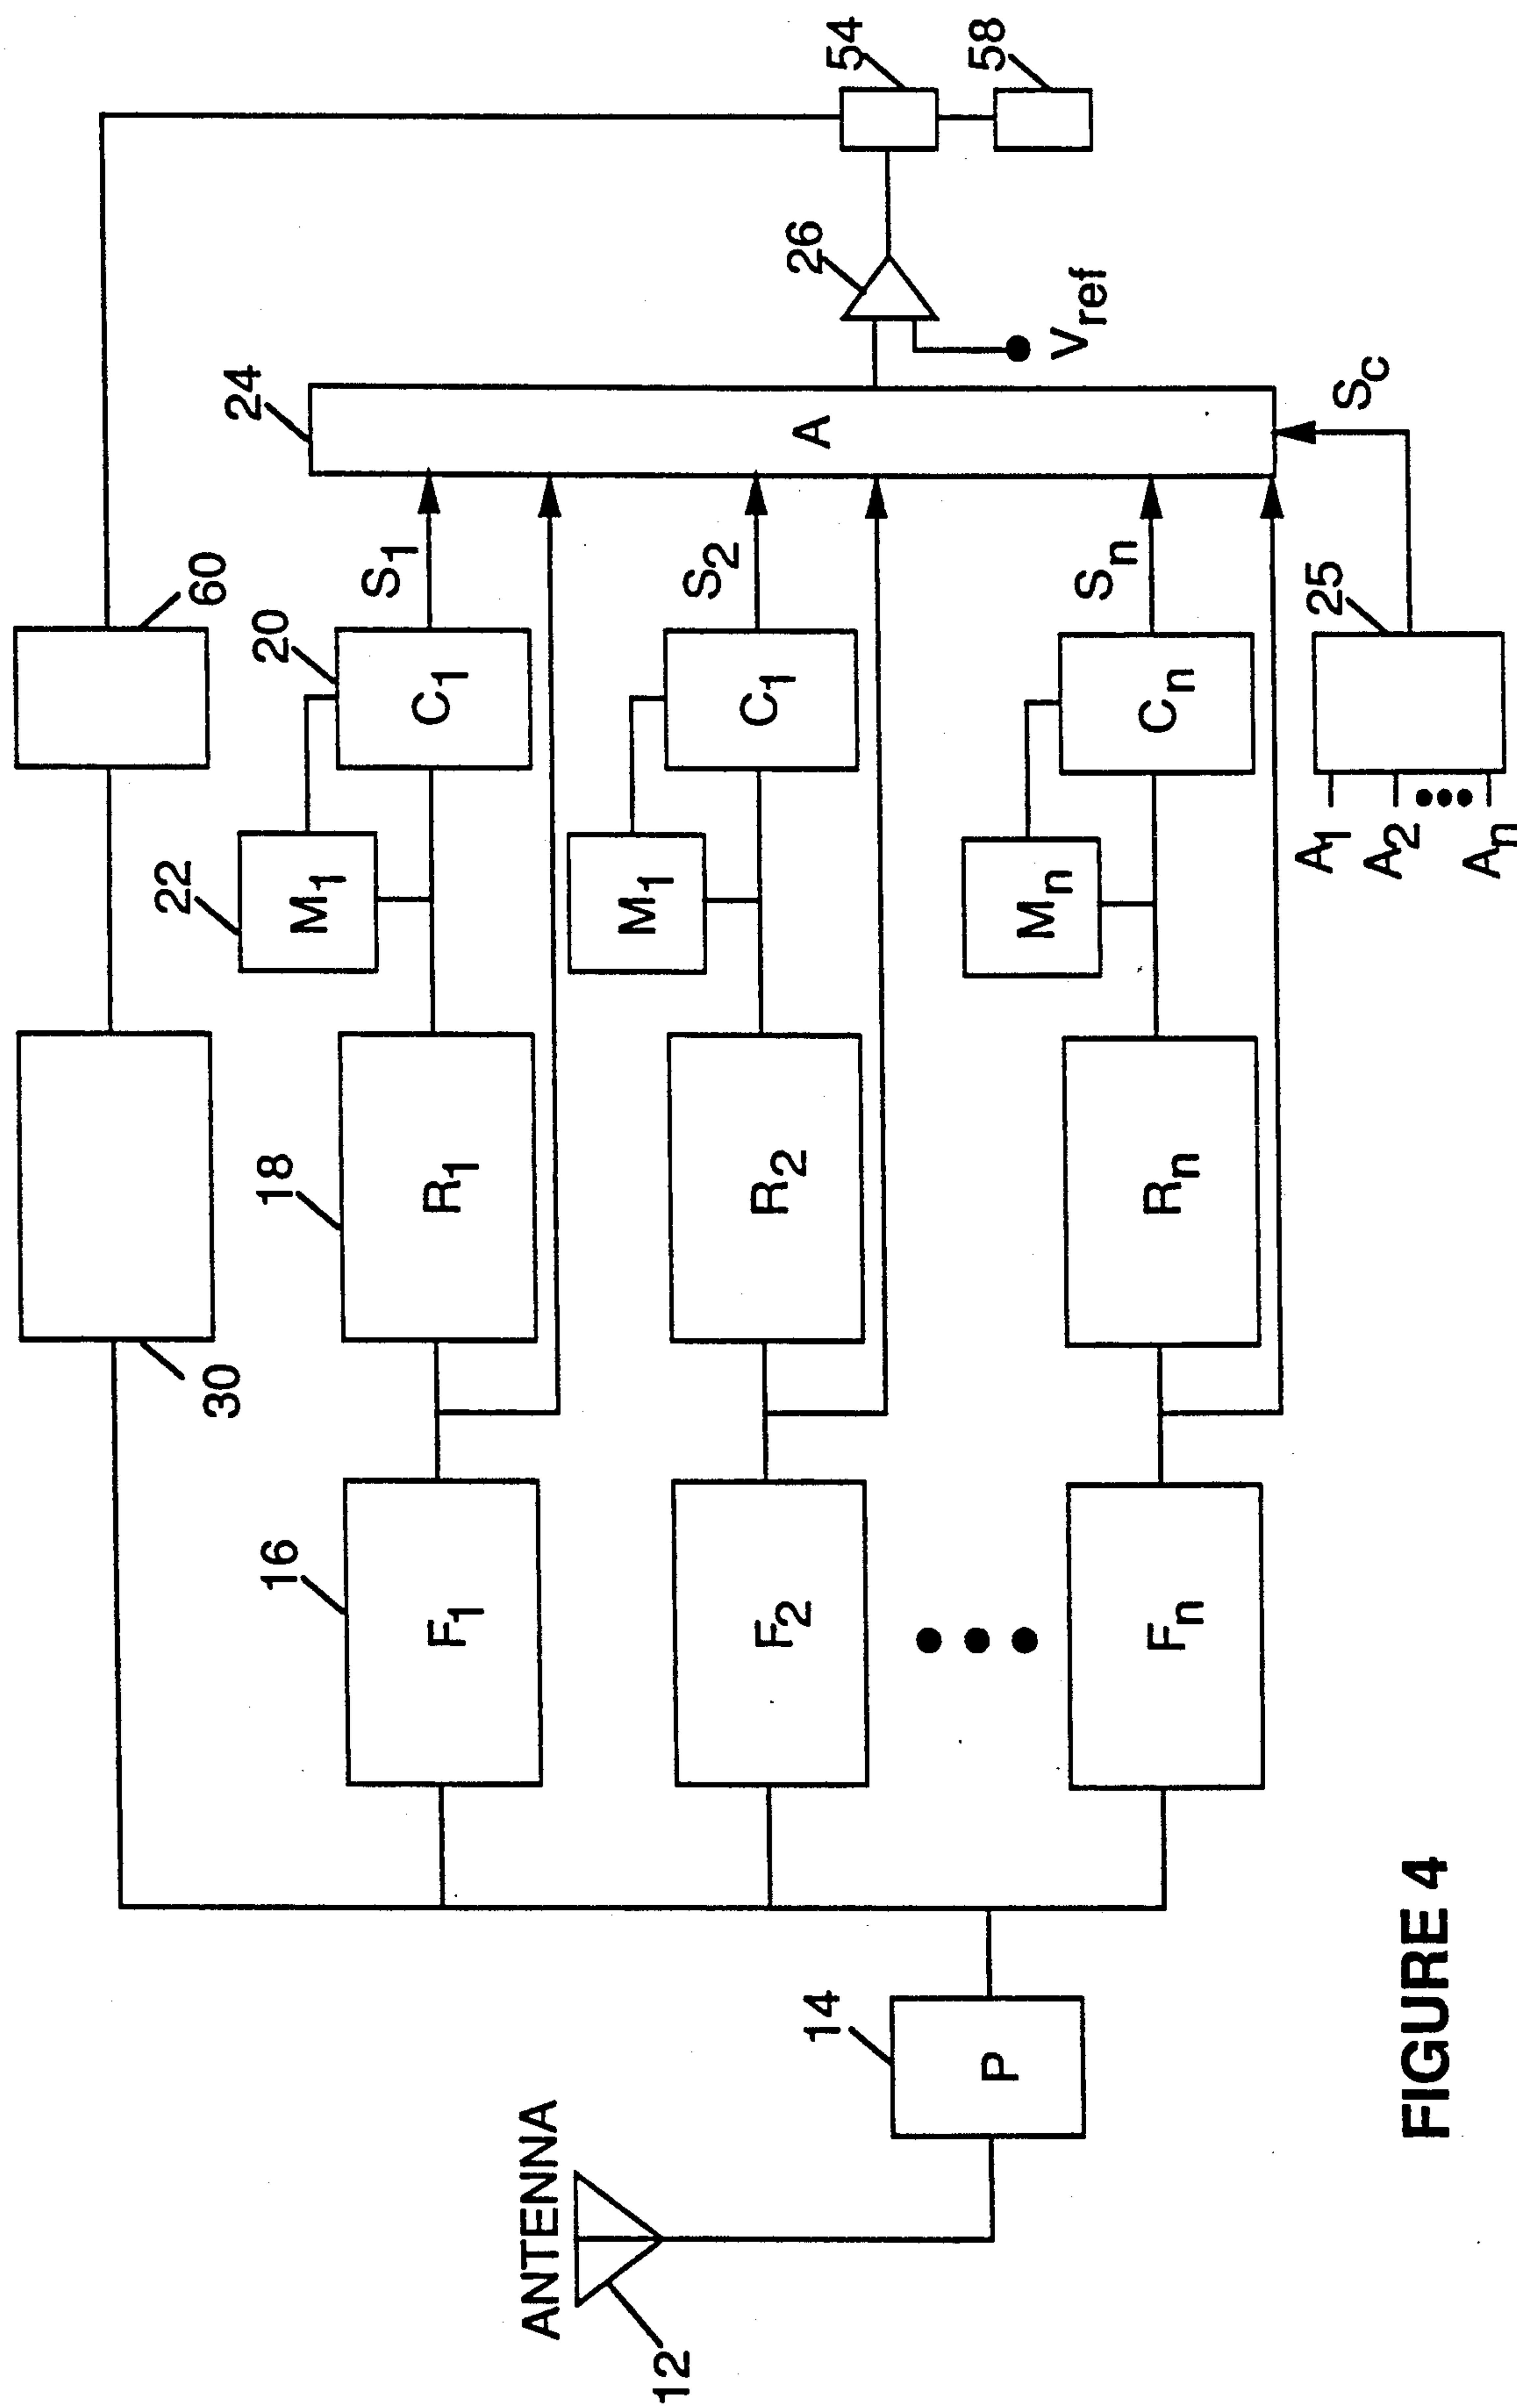 30
60
54
58
16
F1
18
R1
22
M1
20
C1
S1
24
A
26
Vref
F2
R2
M1
C1
S2
Fn
Rn
Mn
Cn
Sn
A1
A2
An
25
Sc
ANTENNA
12
14
P
FIGURE 4